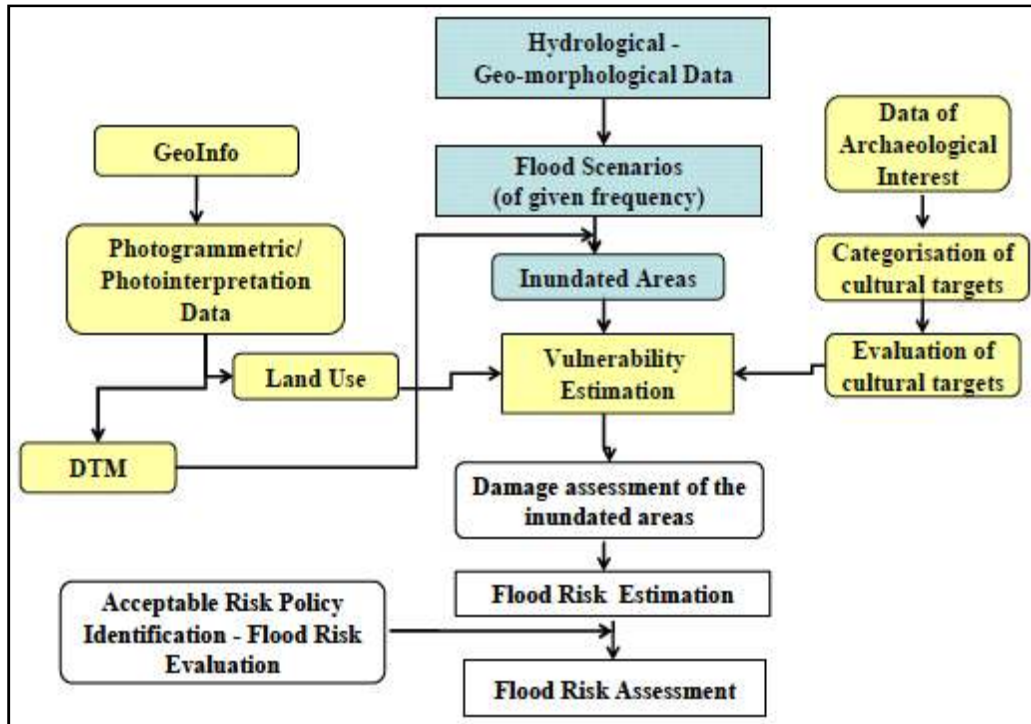 Hydrological -
Geo-morphological Data
Data of
Archaeological
Interest
GeoInfo
Flood Scenarios
(of given frequency)
Photogrammetric/
Photointerpretation
Data
Categorisation of
cultural targets
Inundated Areas
Vulnerability
Estimation
Evaluation of
cultural targets
Land Use
DTM
Damage assessment of the
inundated areas
Flood Risk Estimation
Acceptable Risk Policy
Identification - Flood Risk
Evaluation
Flood Risk Assessment